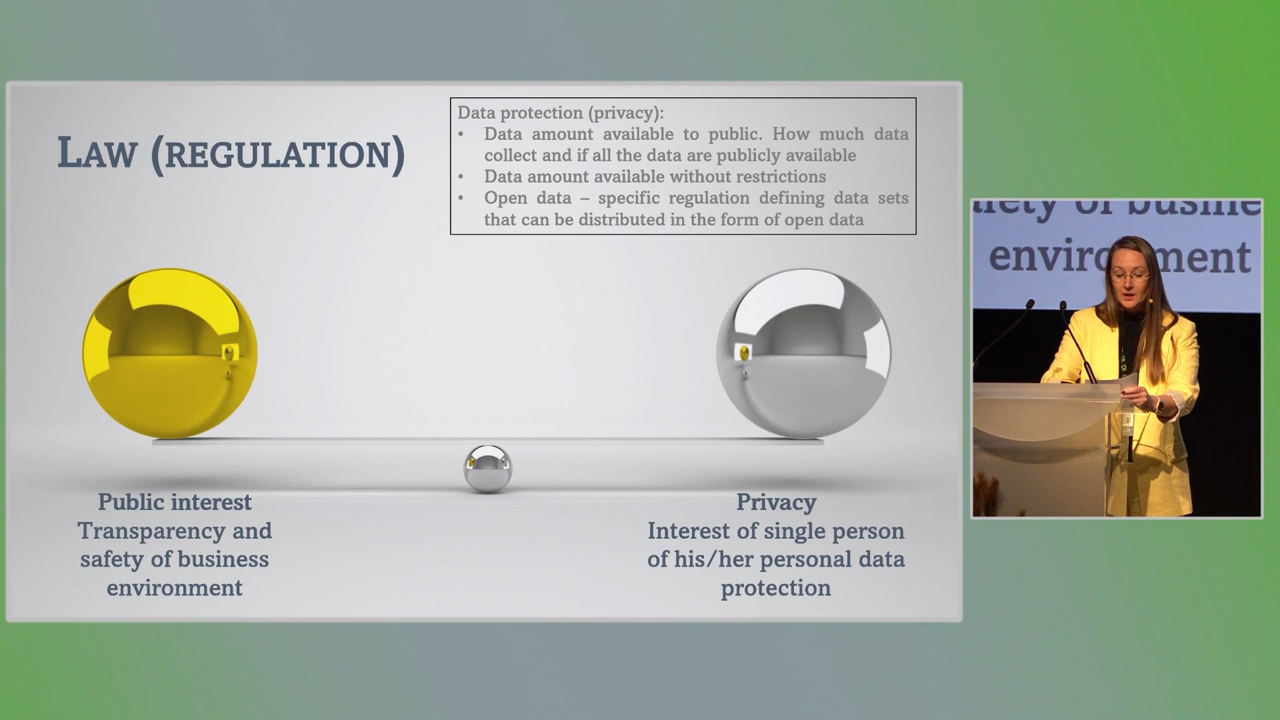 LAW (REGULATION)
Data protection (privacy):
• Data amount available to public. How much data
collect and if all the data are publicly available
• Data amount available without restrictions
• Open data – specific regulation defining data sets
that can be distributed in the form of open data
Public interest
Transparency and
safety of business
environment
Privacy
Interest of single person
of his/her personal data
protection
of